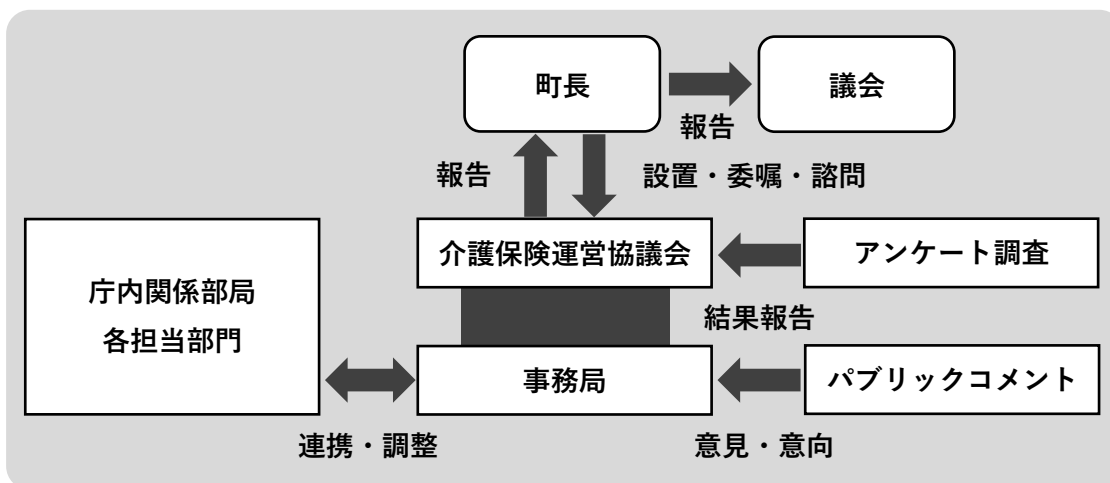 町長
議会
報告
報告
設置・委嘱・諮問
介護保険運営協議会
アンケート調査
庁内関係部局
各担当部門
結果報告
事務局
パブリックコメント
連携・調整
意見・意向